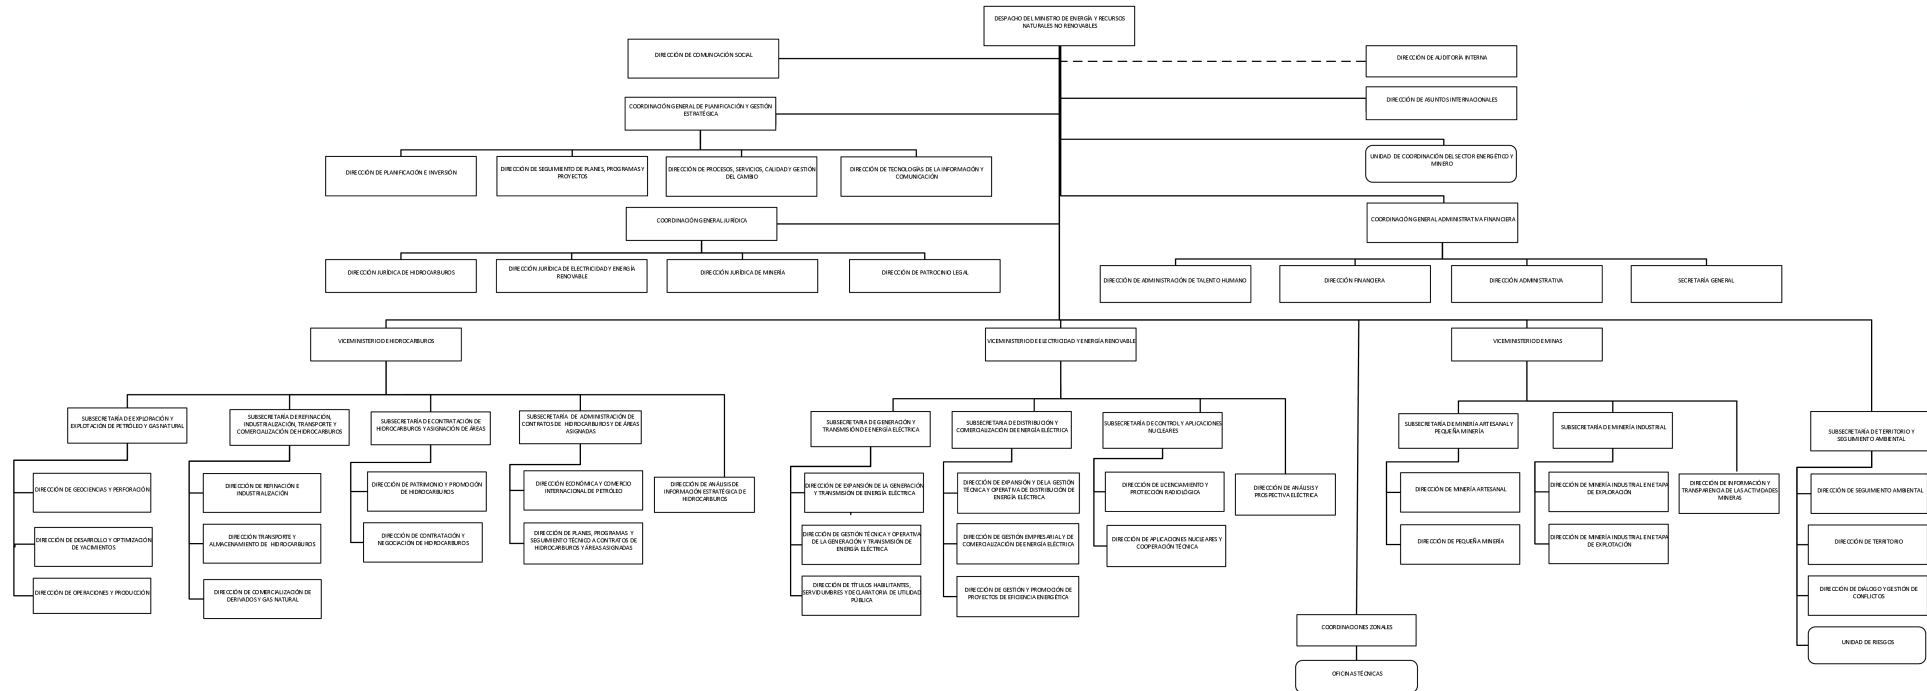 DESPACHO DEL MINISTRO DE ENERGÍA Y RECURSOS
NATURALES NO RENOVABLES
DIRECCIÓN DE COMUNCACIÓN SOCIAL
DIRECCIÓN DE AUDITORÍA INTERNA
DIRECCIÓN DE ASUNTOS INTERNACIONALES
COORDINACIÓN GENERAL DE PLANIFICACIÓN Y GESTIÓN
ESTRATÉGICA
UNIDAD DE COORDINACIÓN DEL SECTOR ENERGÉTICO Y
MINERO
DIRECCIÓN DE PLANIFICACIÓN E INVERSIÓN
DIRECCIÓN DE SEGUIMIENTO DE PLANES, PROGRAMAS Y
PROYECTOS
DIRECCIÓN DE PROCESOS, SERVICIOS, CALIDAD Y GESTIÓN
DEL CAMBIO
DIRECCIÓN DE TECNOLOGÍAS DE LA INFORMACIÓN Y
COMUNICACIÓN
COORDINACIÓN GENERAL JURÍDICA
COORDINACIÓN GENERAL ADMINISTRATIVA FINANCIERA
DIRECCIÓN JURÍDICA DE HIDROCARBUROS
DIRECCIÓN JURÍDICA DE ELECTRICIDAD Y ENERGÍA
RENOVABLE
DIRECCIÓN JURÍDICA DE MINERÍA
DIRECCIÓN DE PATROCINIO LEGAL
DIRECCIÓN DE ADMINISTRACIÓN DE TALENTO HUMANO
DIRECCIÓN FINANCIERA
DIRECCIÓN ADMINISTRATIVA
SECRETARÍA GENERAL
VICEMINISTERIO DE HIDROCARBUROS
VICEMINISTERIO DE ELECTRICIDAD Y ENERGÍA RENOVABLE
VICEMINISTERIO DE MINAS
SUBSECRETARÍA DE EXPLORACIÓN Y
EXPLOTACIÓN DE PETRÓLEO Y GAS NATURAL
SUBSECRETARÍA DE REFINACIÓN,
INDUSTRIALIZACIÓN, TRANSPORTE Y
COMERCIALIZACIÓN DE HIDROCARBUROS
SUBSECRETARÍA DE CONTRATACIÓN DE
HIDROCARBUROS Y ASIGNACIÓN DE ÁREAS
SUBSECRETARÍA DE ADMINISTRACIÓN DE
CONTRATOS DE HIDROCARBUROS Y DE ÁREAS
ASIGNADAS
SUBSECRETARIA DE GENERACIÓN Y
TRANSMISIÓN DE ENERGÍA ELÉCTRICA
SUBSECRETARIA DE DISTRIBUCIÓN Y
COMERCIALIZACIÓN DE ENERGÍA ELÉCTRICA
SUBSECRETARÍA DE CONTROL Y APLICACIONES
NUCLEARES
SUBSECRETARÍA DE MINERÍA ARTESANAL Y
PEQUEÑA MINERÍA
SUBSECRETARÍA DE MINERÍA INDUSTRIAL
SUBSECRETARÍA DE TERRITORIO Y
SEGUIMIENTO AMBIENTAL
DIRECCIÓN DE GEOCIENCIAS Y PERFORACIÓN
DIRECCIÓN DE REFINACIÓN E
INDUSTRIALIZACIÓN
DIRECCIÓN DE PATRIMONIO Y PROMOCIÓN
DE HIDROCARBUROS
DIRECCIÓN ECONÓMICA Y COMERCIO
INTERNACIONAL DE PETRÓLEO
DIRECCIÓN DE ANÁLISIS DE
INFORMACIÓN ESTRATÉGICA DE
HIDROCARBUROS
DIRECCIÓN DE EXPANSIÓN DE LA GENERACIÓN
Y TRANSMISIÓN DE ENERGÍA ELÉCTRICA
DIRECCIÓN DE EXPANSIÓN Y DE LA GESTIÓN
TÉCNICA Y OPERATIVA DE DISTRIBUCIÓN DE
ENERGÍA ELÉCTRICA
DIRECCIÓN DE LICENCIAMIENTO Y
PROTECCIÓN RADIOLÓGICA
DIRECCIÓN DE ANÁLISIS Y
PROSPECTIVA ELÉCTRICA
DIRECCIÓN DE MINERÍA ARTESANAL
DIRECCIÓN DE MINERÍA INDUSTRIAL EN ETAPA
DE EXPLORACIÓN
DIRECCIÓN DE INFORMACIÓN Y
TRANSPARENCIA DE LAS ACTIVIDADES
MINERAS
DIRECCIÓN DE SEGUIMIENTO AMBIENTAL
DIRECCIÓN DE DESARROLLO Y OPTIMIZACIÓN
DE YACIMIENTOS
DIRECCIÓN TRANSPORTE Y
ALMACENAMIENTO DE HIDROCARBUROS
DIRECCIÓN DE CONTRATACIÓN Y
NEGOCIACIÓN DE HIDROCARBUROS
DIRECCIÓN DE PLANES, PROGRAMAS Y
SEGUIMIENTO TÉCNICO A CONTRATOS DE
HIDROCARBUROS Y ÁREAS ASIGNADAS
DIRECCIÓN DE GESTIÓN TÉCNICA Y OPERATIVA
DE LA GENERACIÓN Y TRANSMISIÓN DE
ENERGÍA ELÉCTRICA
DIRECCIÓN DE GESTIÓN EMPRESARIAL Y DE
COMERCIALIZACIÓN DE ENERGÍA ELÉCTRICA
DIRECCIÓN DE APLICACIONES NUCLEARES Y
COOPERACIÓN TÉCNICA
DIRECCIÓN DE PEQUEÑA MINERÍA
DIRECCIÓN DE MINERÍA INDUSTRIAL EN ETAPA
DE EXPLOTACIÓN
DIRECCIÓN DE TERRITORIO
DIRECCIÓN DE OPERACIONES Y PRODUCCIÓN
DIRECCIÓN DE COMERCIALIZACIÓN DE
DERIVADOS Y GAS NATURAL
DIRECCIÓN DE TÍTULOS HABILITANTES,
SERVIDUMBRES Y DECLARATORIA DE UTILIDAD
PÚBLICA
DIRECCIÓN DE GESTIÓN Y PROMOCIÓN DE
PROYECTOS DE EFICIENCIA ENERGÉTICA
DIRECCIÓN DE DIÁLOGO Y GESTIÓN DE
CONFLICTOS
COORDINACIONES ZONALES
UNIDAD DE RIESGOS
OFICINAS TÉCNICAS